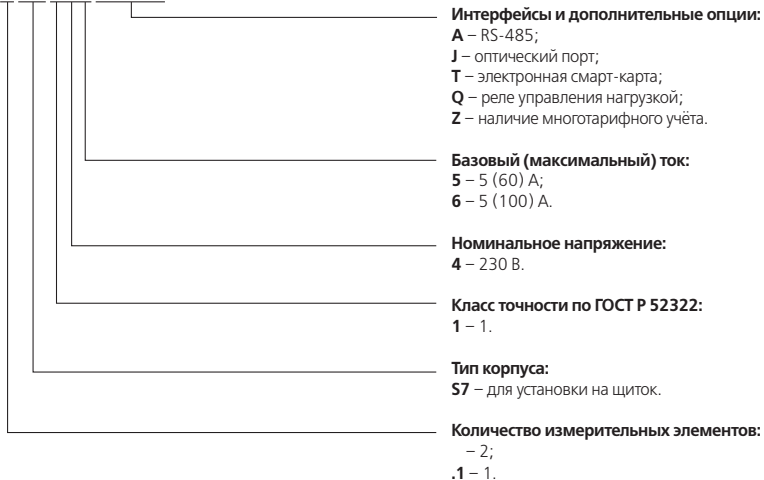 Интерфейсы и дополнительные опции:
A – RS-485;
J – оптический порт;
T – электронная смарт-карта;
Q – реле управления нагрузкой;
Z – наличие многотарифного учёта.
Базовый (максимальный) ток:
5 – 5 (60) А;
6 – 5 (100) А.
Номинальное напряжение:
4 – 230 В.
Класс точности по ГОСТ Р 52322:
1 – 1.
Тип корпуса:
S7 – для установки на щиток.
Количество измерительных элементов:
– 2;
.1 – 1.